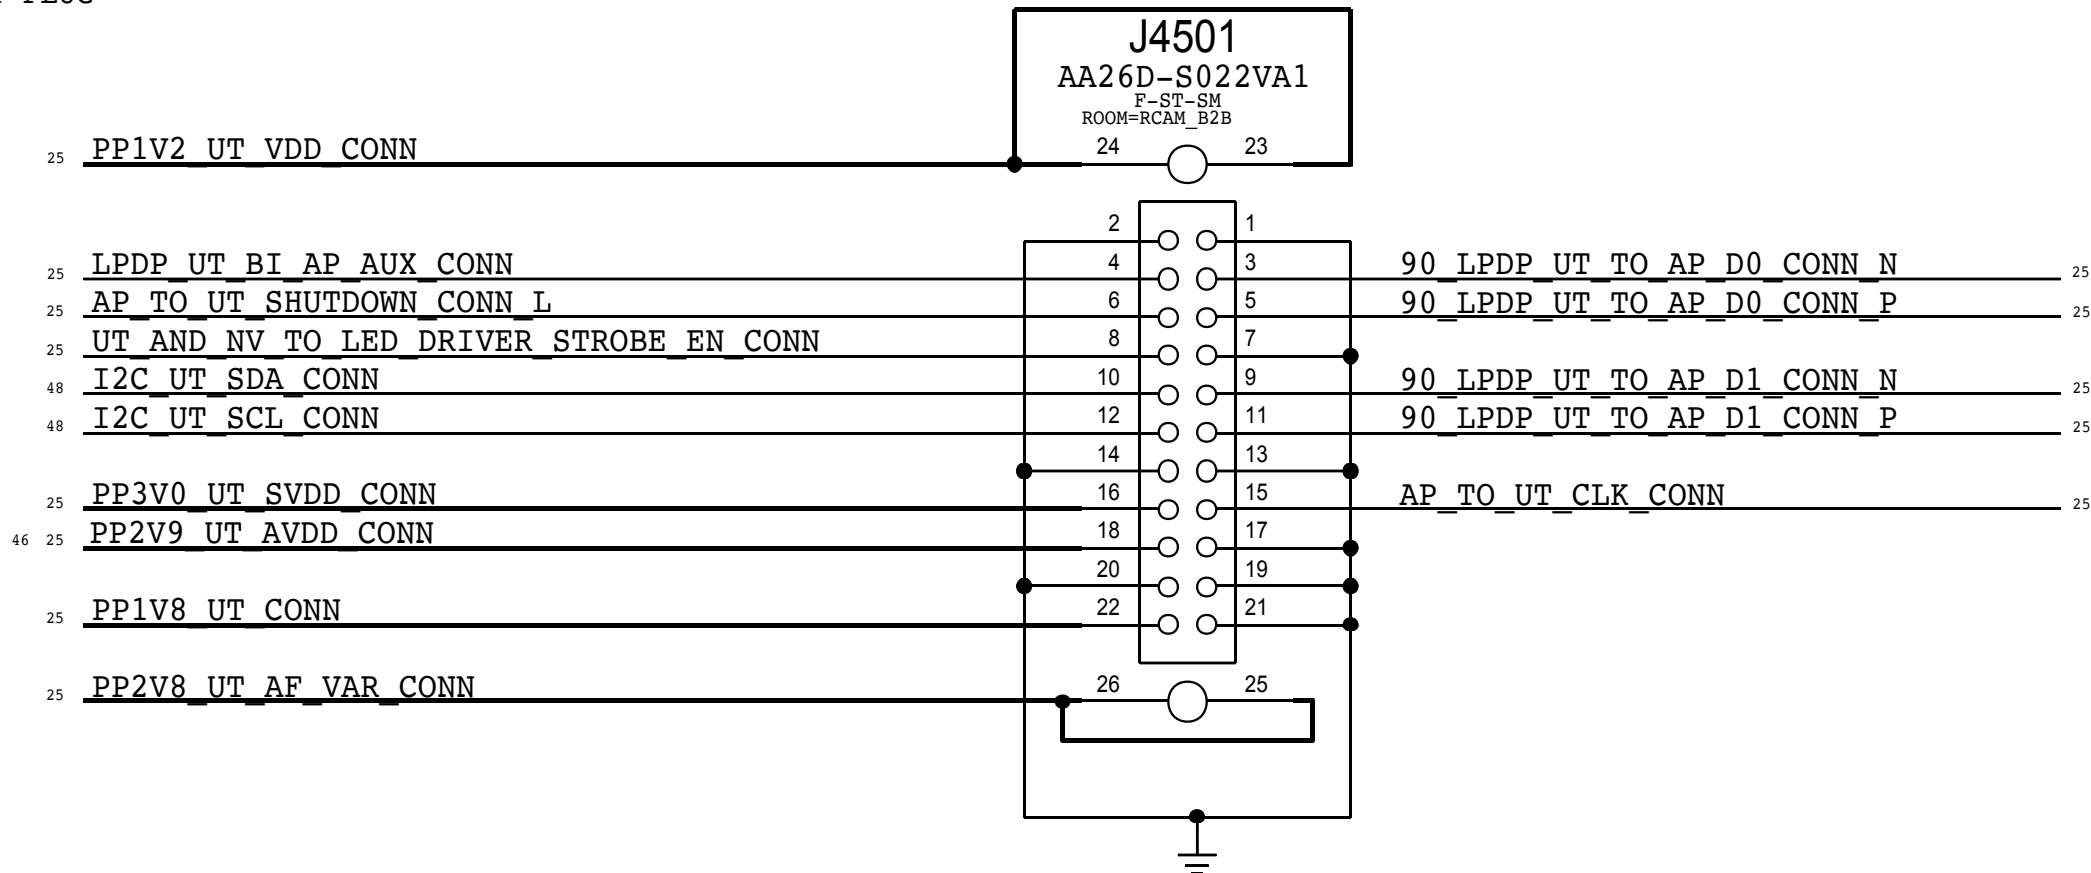 PLUG
J4501
AA26D-S022VA1
F-ST-SM
ROOM=RCAM_B2B
25 PP1V2_UT_VDD_CONN 24 23
2 1
25 LPDP_UT_BI_AP_AUX_CONN 4 3 90_LPDP_UT_TO_AP_D0_CONN_N 25
25 AP_TO_UT_SHUTDOWN_CONN_L 6 5 90_LPDP_UT_TO_AP_D0_CONN_P 25
25 UT_AND_NV_TO_LED_DRIVER_STROBE_EN_CONN 8 7
48 I2C_UT_SDA_CONN 10 9 90_LPDP_UT_TO_AP_D1_CONN_N 25
48 I2C_UT_SCL_CONN 12 11 90_LPDP_UT_TO_AP_D1_CONN_P 25
14 13
25 PP3V0_UT_SVDD_CONN 16 15 AP_TO_UT_CLK_CONN 25
46 25 PP2V9_UT_AVDD_CONN 18 17
20 19
25 PP1V8_UT_CONN 22 21
25 PP2V8_UT_AF_VAR_CONN 26 25